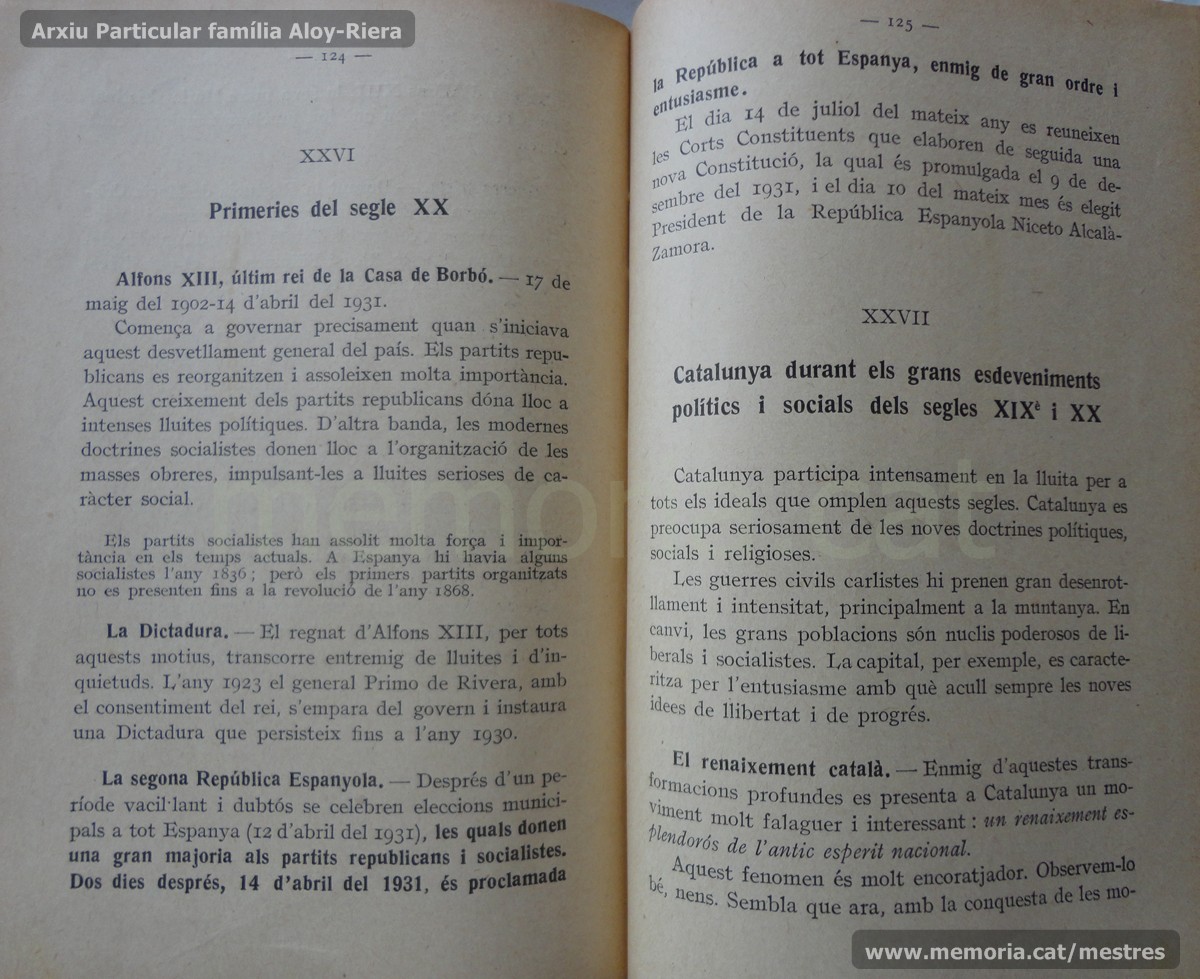 Arxiu Particular família Aloy-Riera
— 124 —
XXVI
Primeries del segle XX
Alfons XIII, últim rei de la Casa de Borbó. — 17 de
maig del 1902-14 d'abril del 1931.
Comença a governar precisament quan s'iniciava
aquest desvetllament general del país. Els partits repu-
blicans es reorganitzen i assoleixen molta importància.
Aquest creixement dels partits republicans dóna lloc a
intenses lluites polítiques. D'altra banda, les modernes
doctrines socialistes donen lloc a l'organització de les
masses obreres, impulsant-les a lluites serioses de ca-
ràcter social.
Els partits socialistes han assolit molta força i impor-
tància en els temps actuals. A Espanya hi havia alguns
socialistes l'any 1836; però els primers partits organitzats
no es presenten fins a la revolució de l'any 1868.
La Dictadura. — El regnat d'Alfons XIII, per tots
aquests motius, transcorre entremig de lluites i d'in-
quietuds. L'any 1923 el general Primo de Rivera, amb
el consentiment del rei, s'empara del govern i instaura
una Dictadura que persisteix fins a l'any 1930.
La segona República Espanyola. — Després d'un pe-
ríode vacil·lant i dubtós se celebren eleccions munici-
pals a tot Espanya (12 d'abril del 1931), les quals donen
una gran majoria als partits republicans i socialistes.
Dos dies després, 14 d'abril del 1931, és proclamada
— 125 —
la República a tot Espanya, enmig de gran ordre i
entusiasme.
El dia 14 de juliol del mateix any es reuneixen
les Corts Constituents que elaboren de seguida una
nova Constitució, la qual és promulgada el 9 de de-
sembre del 1931, i el dia 10 del mateix mes és elegit
President de la República Espanyola Niceto Alcalà-
Zamora.
XXVII
Catalunya durant els grans esdeveniments
polítics i socials dels segles XIXè i XX
Catalunya participa intensament en la lluita per a
tots els ideals que omplen aquests segles. Catalunya es
preocupa seriosament de les noves doctrines polítiques,
socials i religioses.
Les guerres civils carlistes hi prenen gran desenrot-
llament i intensitat, principalment a la muntanya. En
canvi, les grans poblacions són nuclis poderosos de li-
berals i socialistes. La capital, per exemple, es caracte-
ritza per l'entusiasme amb què acull sempre les noves
idees de llibertat i de progrés.
El renaixement català. — Enmig d'aquestes trans-
formacions profundes es presenta a Catalunya un mo-
viment molt falaguer i interessant: un renaixement es-
plendorós de l'antic esperit nacional.
Aquest fenomen és molt encoratjador. Observem-lo
bé, nens. Sembla que ara, amb la conquesta de les mo-
memoria.cat
www.memoria.cat/mestres